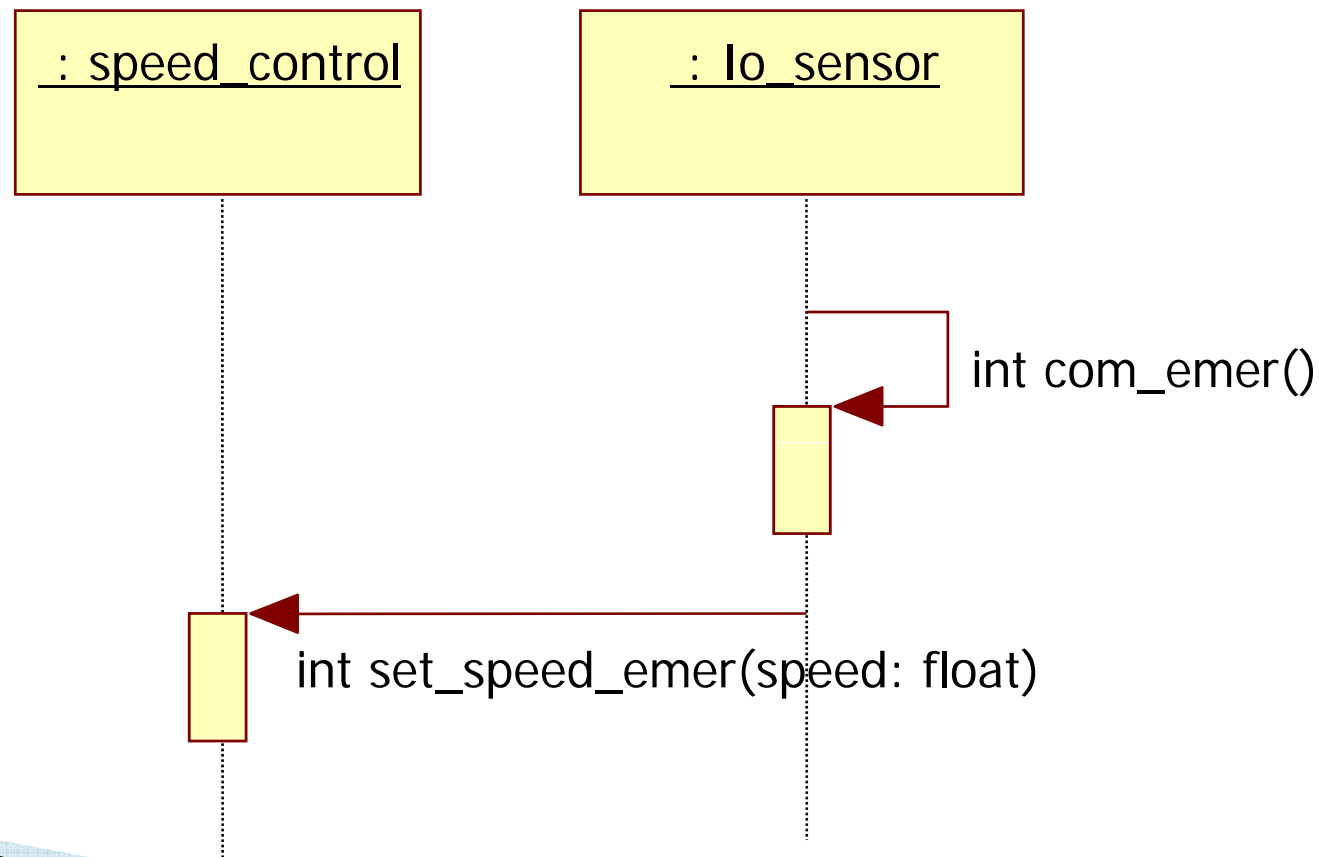 : speed_control
: Io_sensor
int com_emer()
int set_speed_emer(speed: float)